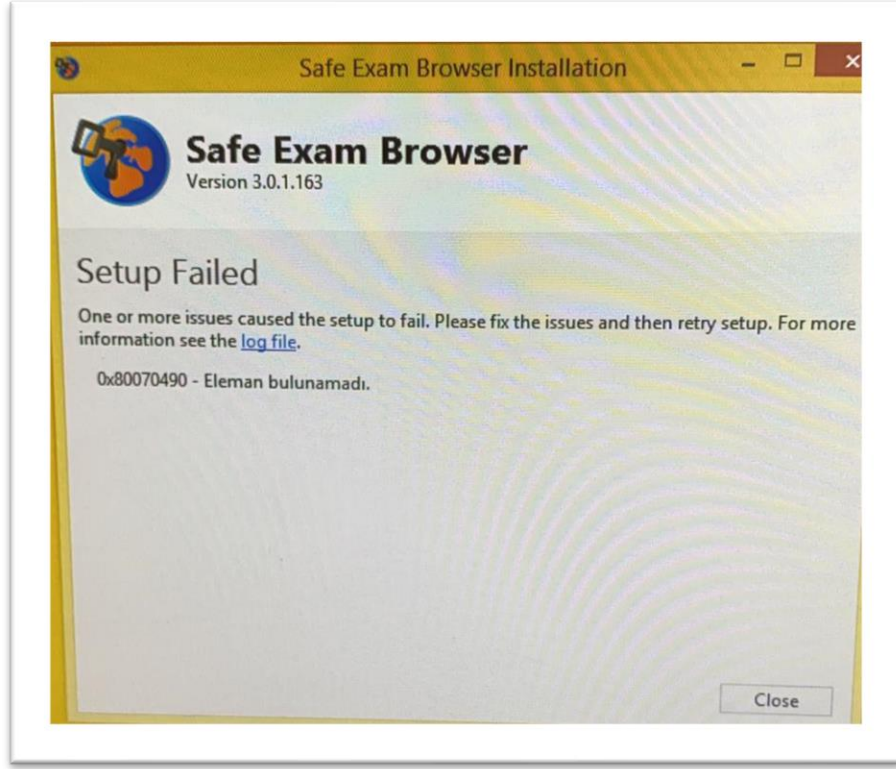 Safe Exam Browser Installation
Safe Exam Browser
Version 3.0.1.163
Setup Failed
One or more issues caused the setup to fail. Please fix the issues and then retry setup. For more
information see the log file.
0x80070490 - Eleman bulunamadı.
Close